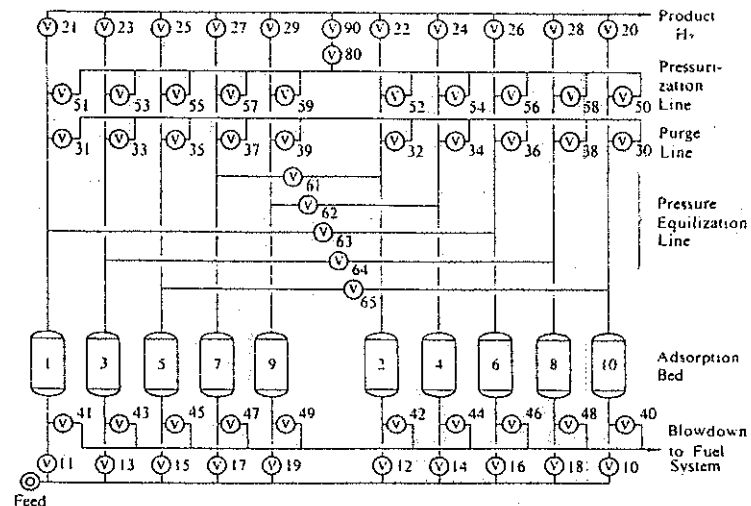 V 21 V 23 V 25 V 27 V 29 V 90 V 22 V 24 V 26 V 28 V 20 Product
H₂
V 80
Pressuri-
zation
Line
V 51 V 53 V 55 V 57 V 59 V 52 V 54 V 56 V 58 V 50
Purge
Line
V 31 V 33 V 35 V 37 V 39 V 32 V 34 V 36 V 38 V 30
V 61
V 62
V 63
V 64
V 65
Pressure
Equilization
Line
1 3 5 7 9 2 4 6 8 10 Adsorption
Bed
V 41 V 43 V 45 V 47 V 49 V 42 V 44 V 46 V 48 V 40 Blowdown
to Fuel
System
V 11 V 13 V 15 V 17 V 19 V 12 V 14 V 16 V 18 V 10
Feed